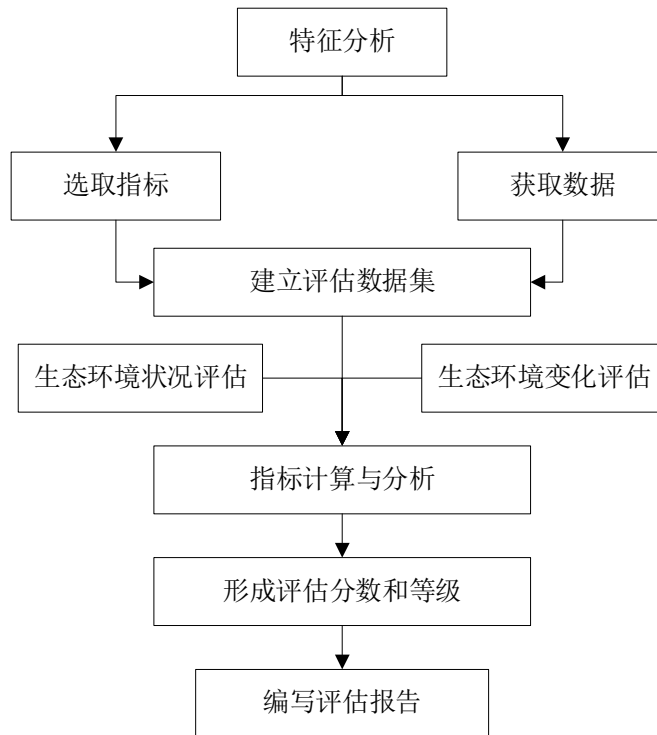 特征分析
选取指标
获取数据
建立评估数据集
生态环境状况评估
生态环境变化评估
指标计算与分析
形成评估分数和等级
编写评估报告